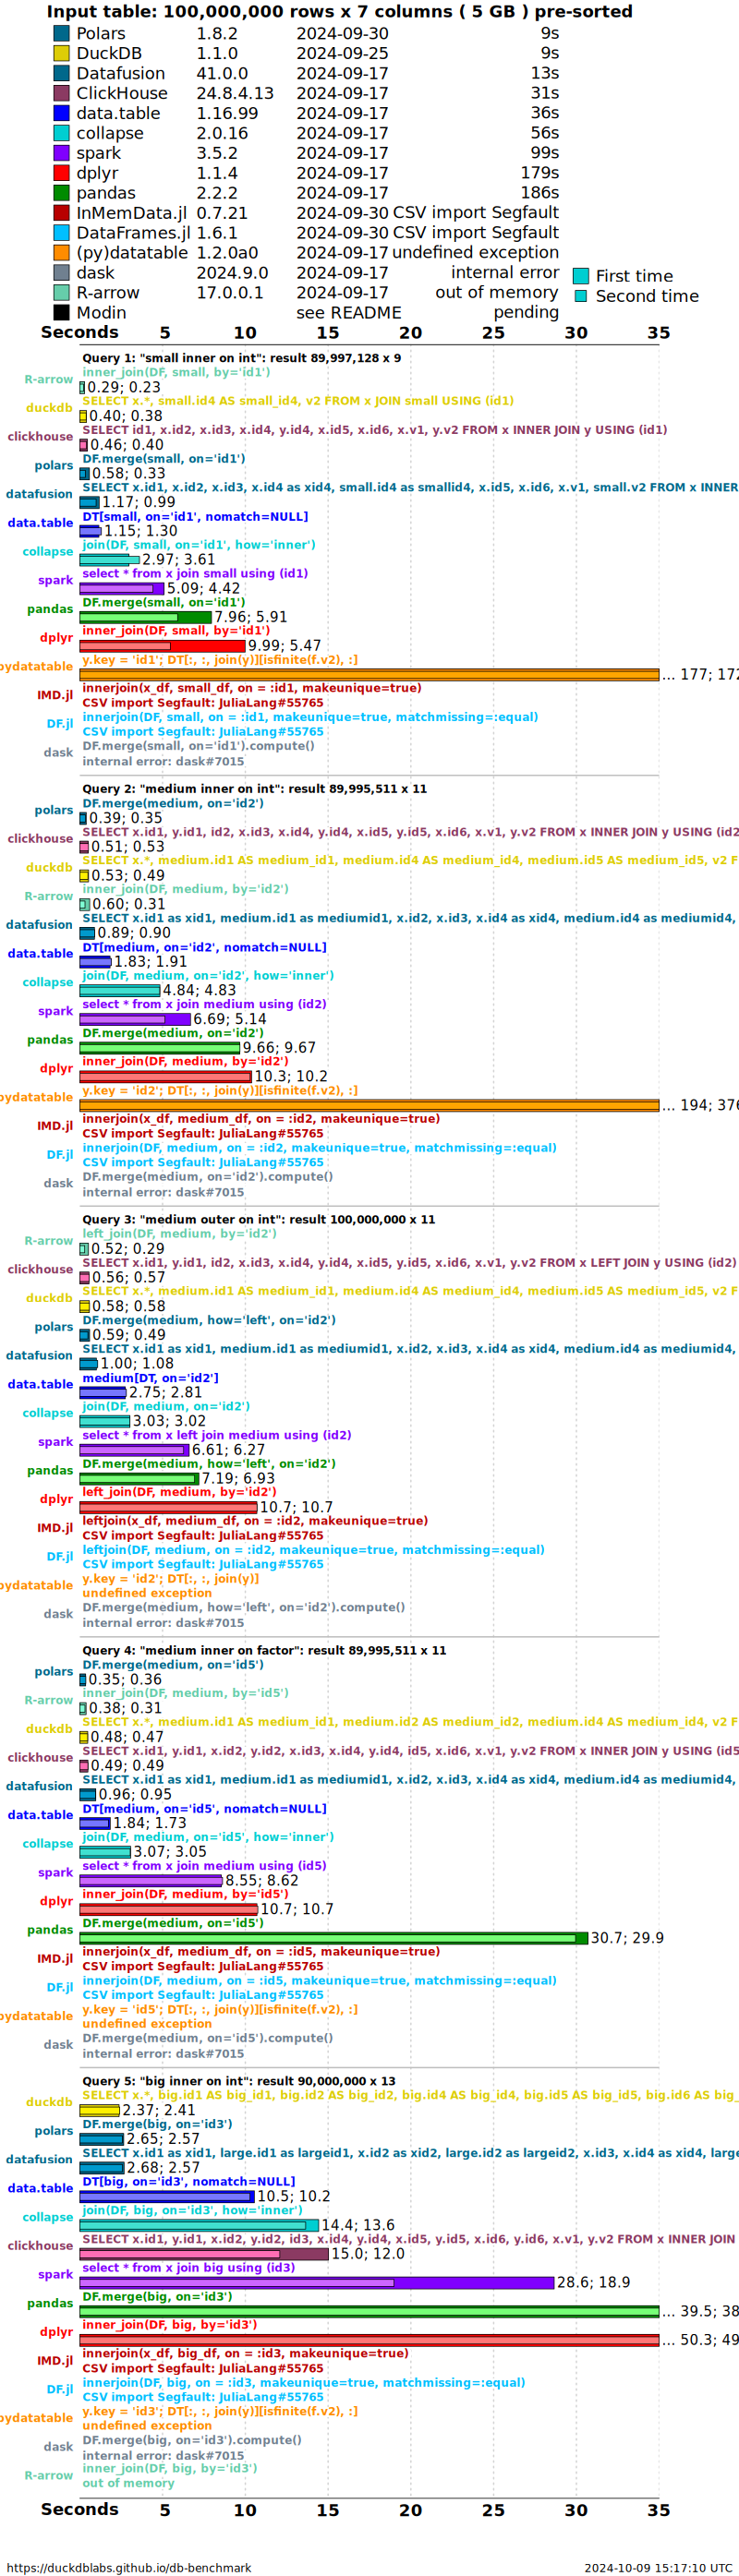 Input table: 100,000,000 rows x 7 columns ( 5 GB ) pre-sorted
Polars 1.8.2 2024-09-30 9s
DuckDB 1.1.0 2024-09-25 9s
Datafusion 41.0.0 2024-09-17 13s
ClickHouse 24.8.4.13 2024-09-17 31s
data.table 1.16.99 2024-09-17 36s
collapse 2.0.16 2024-09-17 56s
spark 3.5.2 2024-09-17 99s
dplyr 1.1.4 2024-09-17 179s
pandas 2.2.2 2024-09-17 186s
InMemData.jl 0.7.21 2024-09-30 CSV import Segfault
DataFrames.jl 1.6.1 2024-09-30 CSV import Segfault
(py)datatable 1.2.0a0 2024-09-17 undefined exception
dask 2024.9.0 2024-09-17 internal error
First time
R-arrow 17.0.0.1 2024-09-17 out of memory
Second time
Modin see README pending
Seconds 5 10 15 20 25 30 35
Query 1: "small inner on int": result 89,997,128 x 9
inner_join(DF, small, by='id1')
R-arrow
0.29; 0.23
SELECT x.*, small.id4 AS small_id4, v2 FROM x JOIN small USING (id1)
duckdb
0.40; 0.38
SELECT id1, x.id2, x.id3, x.id4, y.id4, x.id5, x.id6, x.v1, y.v2 FROM x INNER JOIN y USING (id1)
clickhouse
0.46; 0.40
DF.merge(small, on='id1')
polars
0.58; 0.33
SELECT x.id1, x.id2, x.id3, x.id4 as xid4, small.id4 as smallid4, x.id5, x.id6, x.v1, small.v2 FROM x INNER
datafusion
1.17; 0.99
DT[small, on='id1', nomatch=NULL]
data.table
1.15; 1.30
join(DF, small, on='id1', how='inner')
collapse
2.97; 3.61
select * from x join small using (id1)
spark
5.09; 4.42
DF.merge(small, on='id1')
pandas
7.96; 5.91
inner_join(DF, small, by='id1')
dplyr
9.99; 5.47
y.key = 'id1'; DT[:, :, join(y)][isfinite(f.v2), :]
pydatatable
... 177; 172
innerjoin(x_df, small_df, on = :id1, makeunique=true)
IMD.jl
CSV import Segfault: JuliaLang#55765
innerjoin(DF, small, on = :id1, makeunique=true, matchmissing=:equal)
DF.jl
CSV import Segfault: JuliaLang#55765
DF.merge(small, on='id1').compute()
dask
internal error: dask#7015
Query 2: "medium inner on int": result 89,995,511 x 11
DF.merge(medium, on='id2')
polars
0.39; 0.35
SELECT x.id1, y.id1, id2, x.id3, x.id4, y.id4, x.id5, y.id5, x.id6, x.v1, y.v2 FROM x INNER JOIN y USING (id2
clickhouse
0.51; 0.53
SELECT x.*, medium.id1 AS medium_id1, medium.id4 AS medium_id4, medium.id5 AS medium_id5, v2 F
duckdb
0.53; 0.49
inner_join(DF, medium, by='id2')
R-arrow
0.60; 0.31
SELECT x.id1 as xid1, medium.id1 as mediumid1, x.id2, x.id3, x.id4 as xid4, medium.id4 as mediumid4,
datafusion
0.89; 0.90
DT[medium, on='id2', nomatch=NULL]
data.table
1.83; 1.91
join(DF, medium, on='id2', how='inner')
collapse
4.84; 4.83
select * from x join medium using (id2)
spark
6.69; 5.14
DF.merge(medium, on='id2')
pandas
9.66; 9.67
inner_join(DF, medium, by='id2')
dplyr
10.3; 10.2
y.key = 'id2'; DT[:, :, join(y)][isfinite(f.v2), :]
pydatatable
... 194; 376
innerjoin(x_df, medium_df, on = :id2, makeunique=true)
IMD.jl
CSV import Segfault: JuliaLang#55765
innerjoin(DF, medium, on = :id2, makeunique=true, matchmissing=:equal)
DF.jl
CSV import Segfault: JuliaLang#55765
DF.merge(medium, on='id2').compute()
dask
internal error: dask#7015
Query 3: "medium outer on int": result 100,000,000 x 11
left_join(DF, medium, by='id2')
R-arrow
0.52; 0.29
SELECT x.id1, y.id1, id2, x.id3, x.id4, y.id4, x.id5, y.id5, x.id6, x.v1, y.v2 FROM x LEFT JOIN y USING (id2)
clickhouse
0.56; 0.57
SELECT x.*, medium.id1 AS medium_id1, medium.id4 AS medium_id4, medium.id5 AS medium_id5, v2 F
duckdb
0.58; 0.58
DF.merge(medium, how='left', on='id2')
polars
0.59; 0.49
SELECT x.id1 as xid1, medium.id1 as mediumid1, x.id2, x.id3, x.id4 as xid4, medium.id4 as mediumid4,
datafusion
1.00; 1.08
medium[DT, on='id2']
data.table
2.75; 2.81
join(DF, medium, on='id2')
collapse
3.03; 3.02
select * from x left join medium using (id2)
spark
6.61; 6.27
DF.merge(medium, how='left', on='id2')
pandas
7.19; 6.93
left_join(DF, medium, by='id2')
dplyr
10.7; 10.7
leftjoin(x_df, medium_df, on = :id2, makeunique=true)
IMD.jl
CSV import Segfault: JuliaLang#55765
leftjoin(DF, medium, on = :id2, makeunique=true, matchmissing=:equal)
DF.jl
CSV import Segfault: JuliaLang#55765
y.key = 'id2'; DT[:, :, join(y)]
pydatatable
undefined exception
DF.merge(medium, how='left', on='id2').compute()
dask
internal error: dask#7015
Query 4: "medium inner on factor": result 89,995,511 x 11
DF.merge(medium, on='id5')
polars
0.35; 0.36
inner_join(DF, medium, by='id5')
R-arrow
0.38; 0.31
SELECT x.*, medium.id1 AS medium_id1, medium.id2 AS medium_id2, medium.id4 AS medium_id4, v2 F
duckdb
0.48; 0.47
SELECT x.id1, y.id1, x.id2, y.id2, x.id3, x.id4, y.id4, id5, x.id6, x.v1, y.v2 FROM x INNER JOIN y USING (id5
clickhouse
0.49; 0.49
SELECT x.id1 as xid1, medium.id1 as mediumid1, x.id2, x.id3, x.id4 as xid4, medium.id4 as mediumid4,
datafusion
0.96; 0.95
DT[medium, on='id5', nomatch=NULL]
data.table
1.84; 1.73
join(DF, medium, on='id5', how='inner')
collapse
3.07; 3.05
select * from x join medium using (id5)
spark
8.55; 8.62
inner_join(DF, medium, by='id5')
dplyr
10.7; 10.7
DF.merge(medium, on='id5')
pandas
30.7; 29.9
innerjoin(x_df, medium_df, on = :id5, makeunique=true)
IMD.jl
CSV import Segfault: JuliaLang#55765
innerjoin(DF, medium, on = :id5, makeunique=true, matchmissing=:equal)
DF.jl
CSV import Segfault: JuliaLang#55765
y.key = 'id5'; DT[:, :, join(y)][isfinite(f.v2), :]
pydatatable
undefined exception
DF.merge(medium, on='id5').compute()
dask
internal error: dask#7015
Query 5: "big inner on int": result 90,000,000 x 13
SELECT x.*, big.id1 AS big_id1, big.id2 AS big_id2, big.id4 AS big_id4, big.id5 AS big_id5, big.id6 AS big_
duckdb
2.37; 2.41
DF.merge(big, on='id3')
polars
2.65; 2.57
SELECT x.id1 as xid1, large.id1 as largeid1, x.id2 as xid2, large.id2 as largeid2, x.id3, x.id4 as xid4, large
datafusion
2.68; 2.57
DT[big, on='id3', nomatch=NULL]
data.table
10.5; 10.2
join(DF, big, on='id3', how='inner')
collapse
14.4; 13.6
SELECT x.id1, y.id1, x.id2, y.id2, id3, x.id4, y.id4, x.id5, y.id5, x.id6, y.id6, x.v1, y.v2 FROM x INNER JOIN
clickhouse
15.0; 12.0
select * from x join big using (id3)
spark
28.6; 18.9
DF.merge(big, on='id3')
pandas
... 39.5; 38
inner_join(DF, big, by='id3')
dplyr
... 50.3; 49
innerjoin(x_df, big_df, on = :id3, makeunique=true)
IMD.jl
CSV import Segfault: JuliaLang#55765
innerjoin(DF, big, on = :id3, makeunique=true, matchmissing=:equal)
DF.jl
CSV import Segfault: JuliaLang#55765
y.key = 'id3'; DT[:, :, join(y)][isfinite(f.v2), :]
pydatatable
undefined exception
DF.merge(big, on='id3').compute()
dask
internal error: dask#7015
inner_join(DF, big, by='id3')
R-arrow
out of memory
Seconds 5 10 15 20 25 30 35
https://duckdblabs.github.io/db-benchmark 2024-10-09 15:17:10 UTC